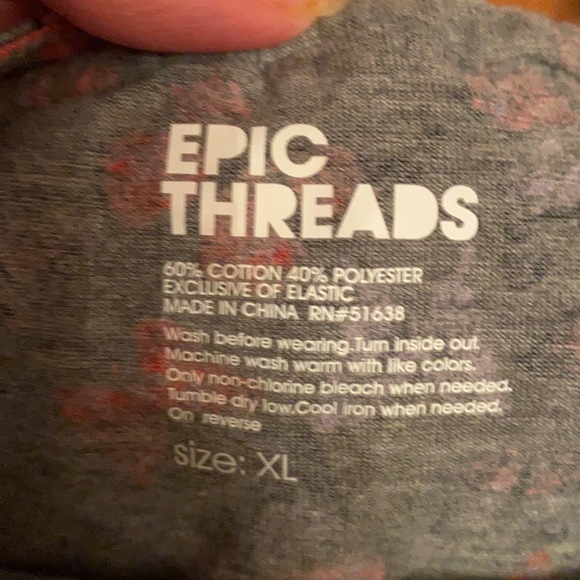 EPIC
THREADS
60% COTTON 40% POLYESTER
EXCLUSIVE OF ELASTIC
MADE IN CHINA RN#51638
Wash before wearing.Turn inside out.
Machine wash warm with like colors.
Only non-chlorine bleach when needed.
Tumble dry low.Cool iron when needed.
On reverse
size: XL